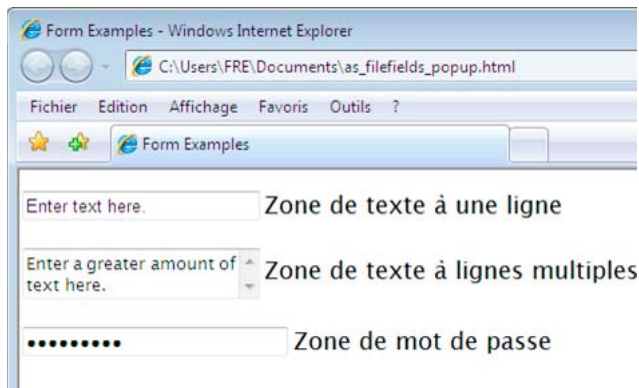 Form Examples - Windows Internet Explorer
C:\Users\FRE\Documents\as_filefields_popup.html
Fichier Edition Affichage Favoris Outils ?
Form Examples
Enter text here. Zone de texte à une ligne
Enter a greater amount of
text here.
Zone de texte à lignes multiples
••••••••• Zone de mot de passe